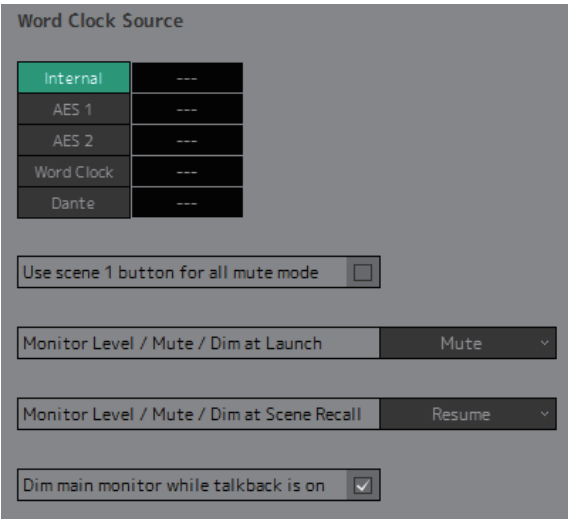 Word Clock Source
Internal ---
AES 1 ---
AES 2 ---
Word Clock ---
Dante ---
Use scene 1 button for all mute mode
Monitor Level / Mute / Dim at Launch Mute
Monitor Level / Mute / Dim at Scene Recall Resume
Dim main monitor while talkback is on